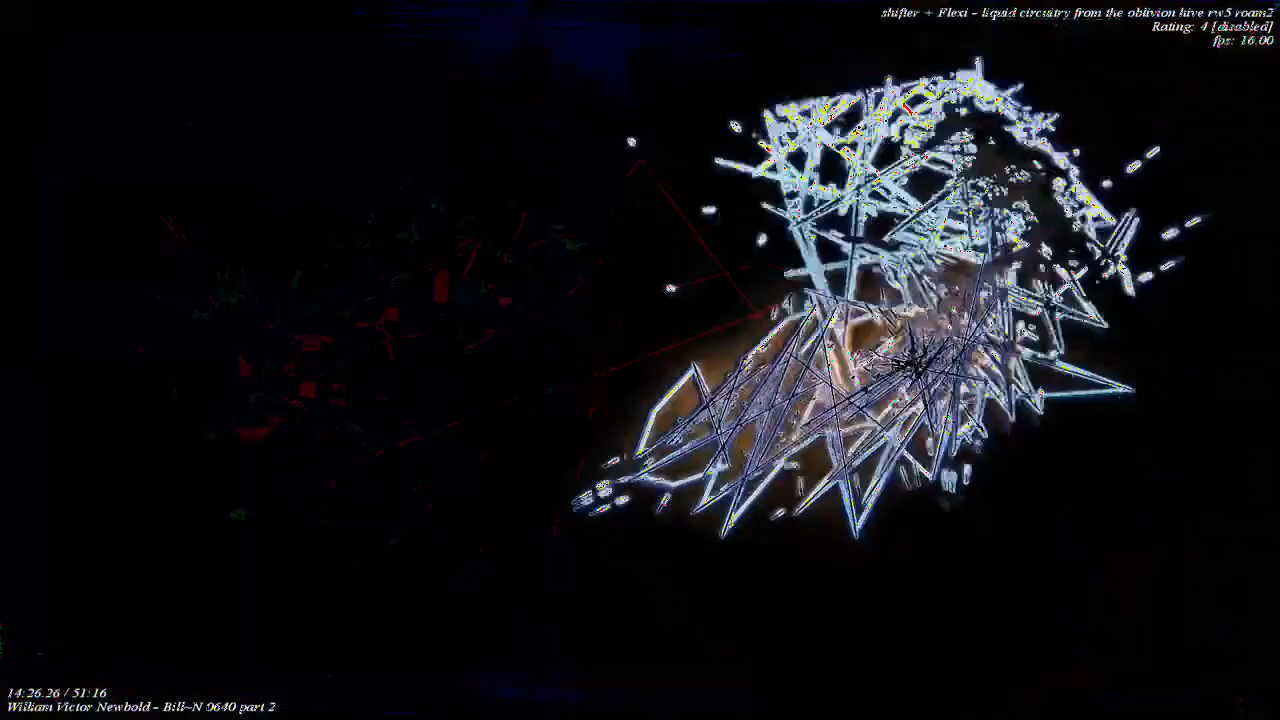 shifter + Flexi - liquid circuitry from the oblivion hive rw5 roam2
Rating: 4 [disabled]
fps: 16.00
14:26.26 / 51:16
William Victor Newbold - Bill~N 0640 part 2